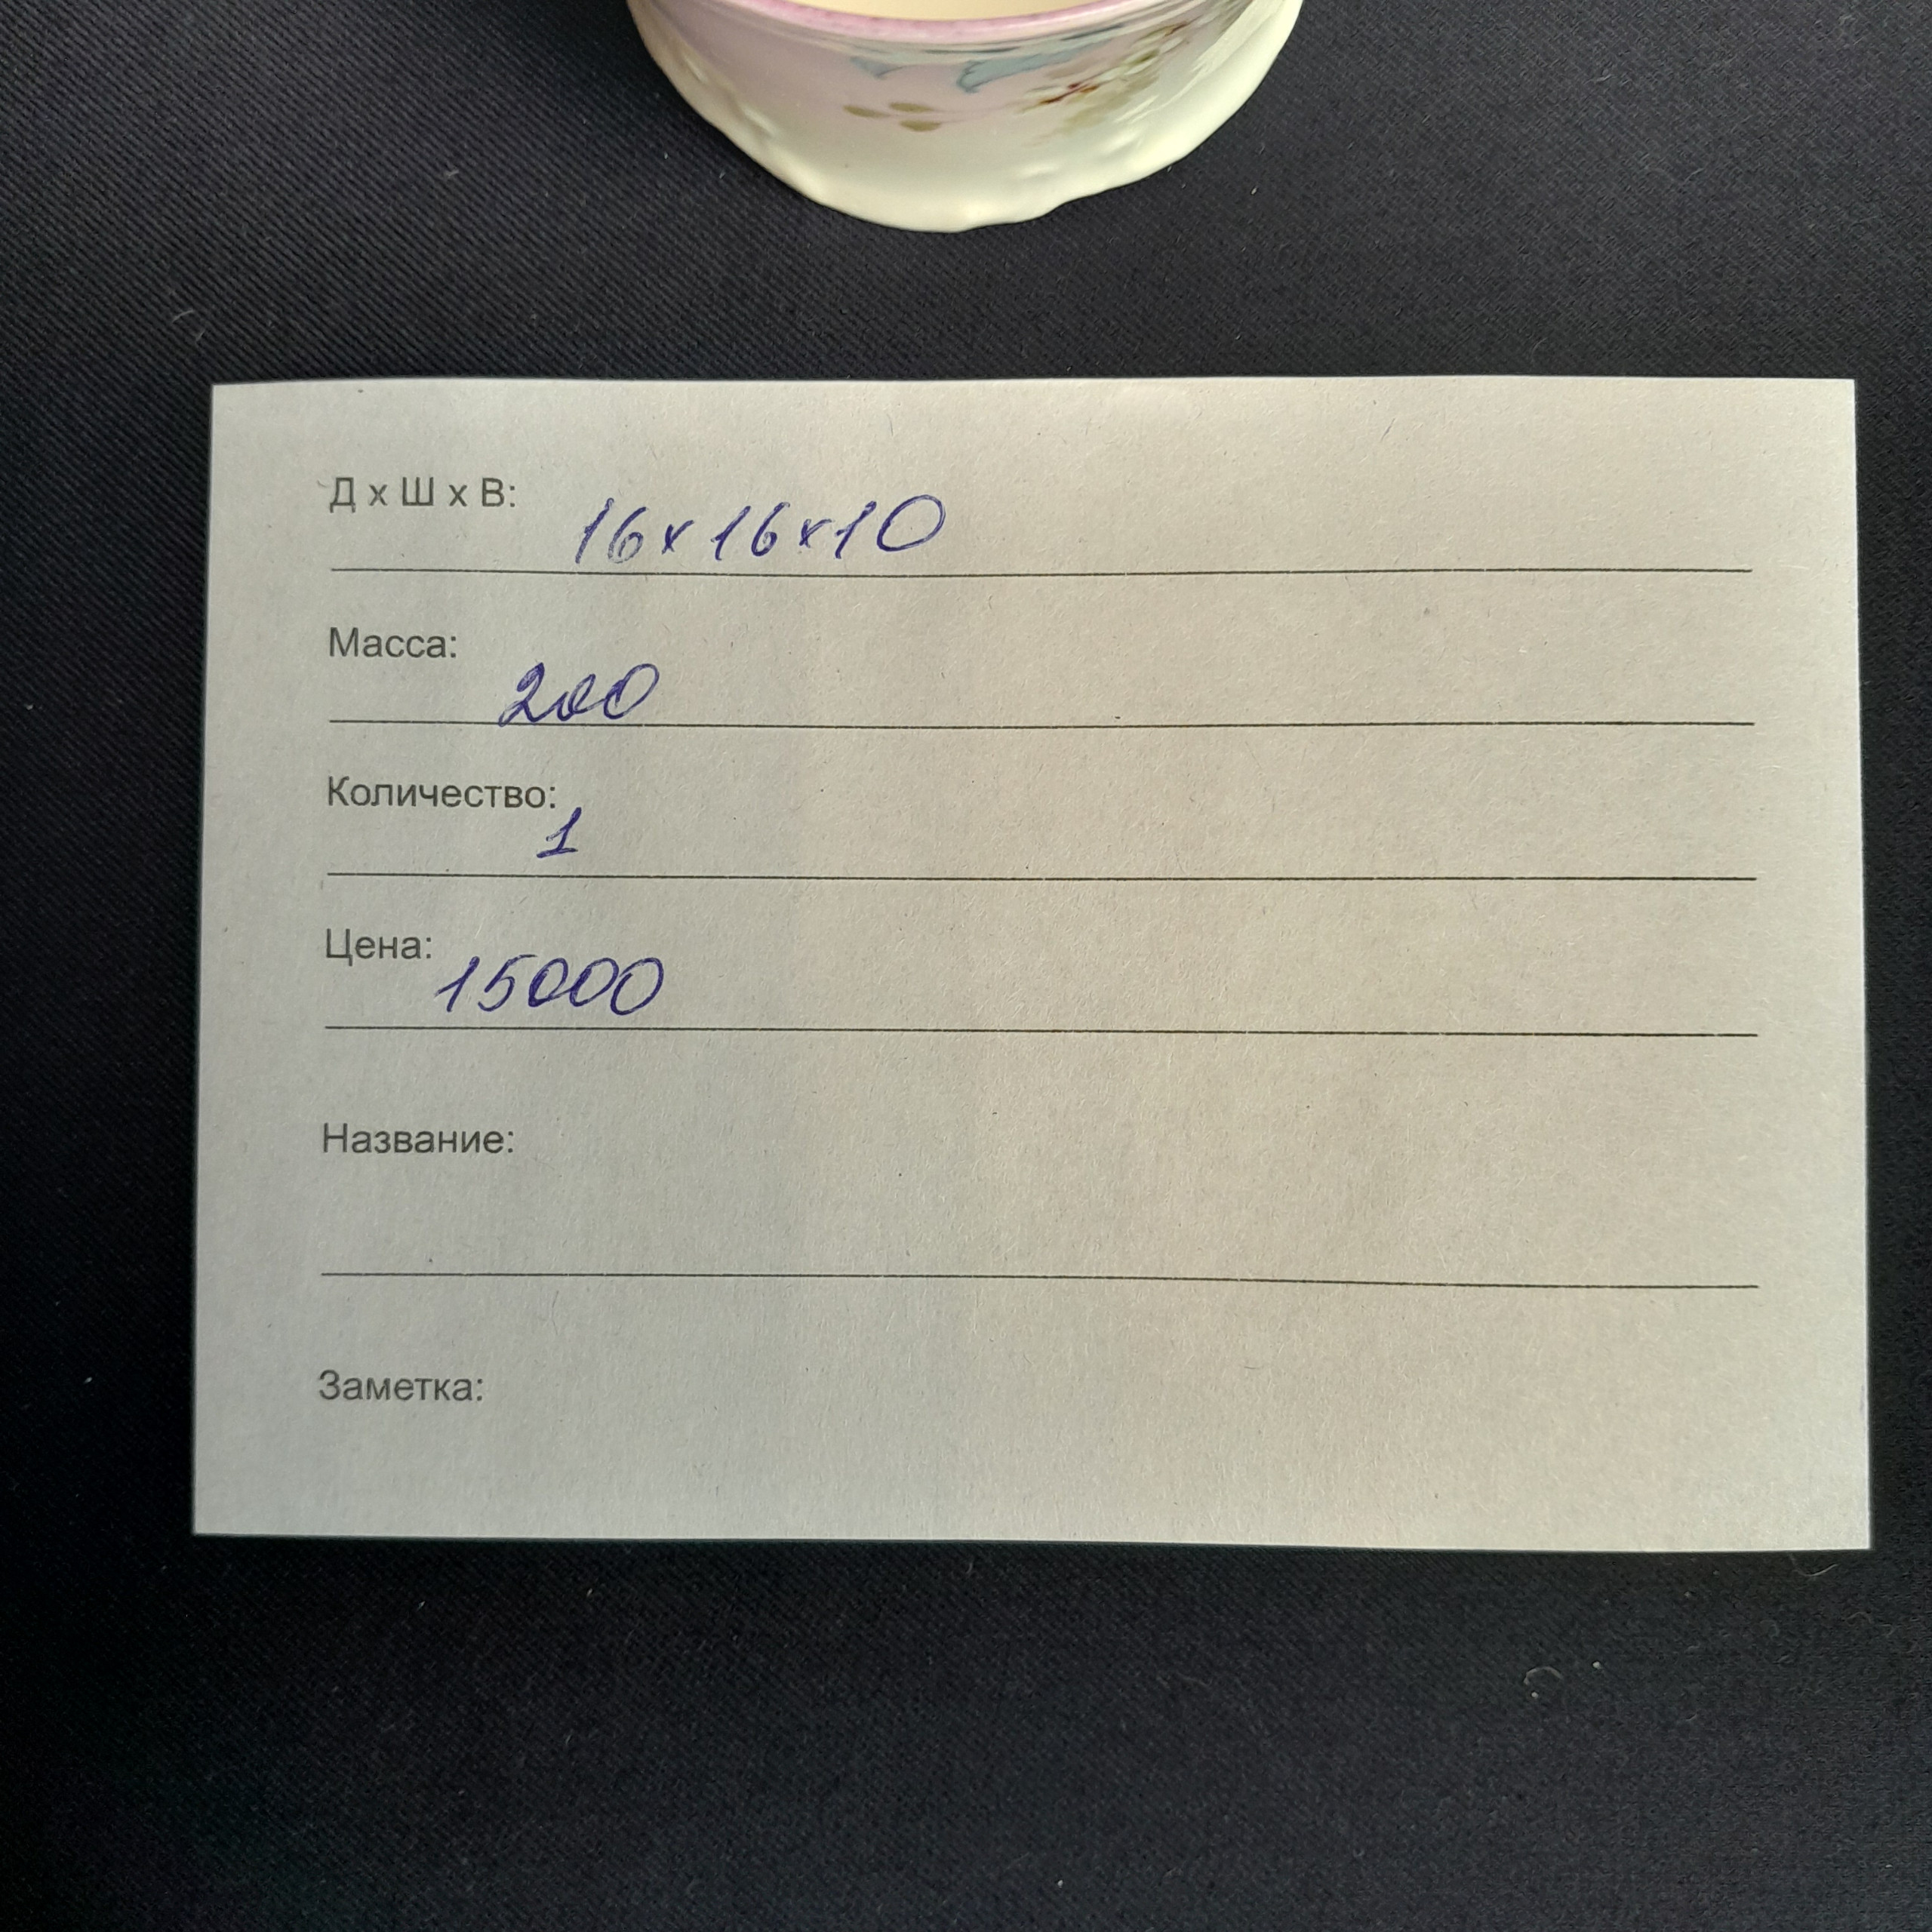 Д х Ш х В: 16х16х10
Масса: 200
Количество: 1
Цена: 15000
Название:
Заметка: